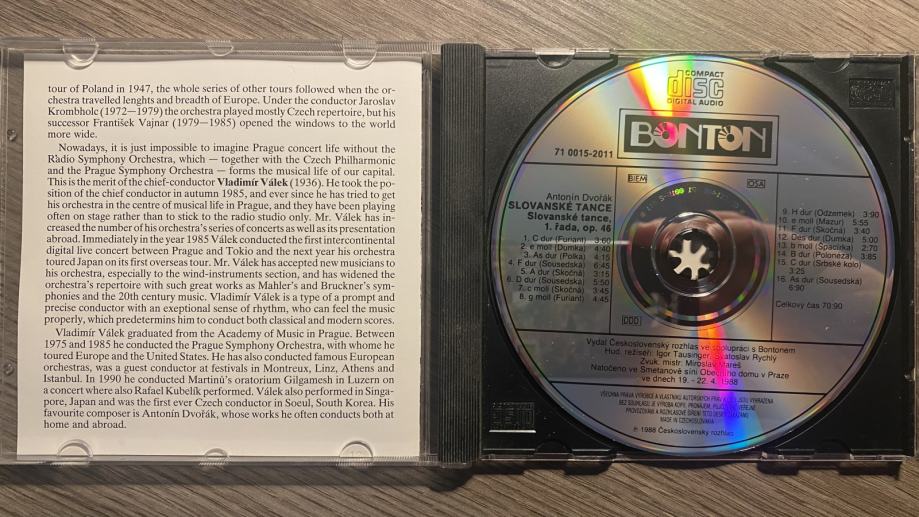 tour of Poland in 1947, the whole series of other tours followed when the or-
chestra travelled lenghts and breadth of Europe. Under the conductor Jaroslav
Krombholc (1972—1979) the orchestra played mostly Czech repertoire, but his
successor František Vajnar (1979—1985) opened the windows to the world
more wide.
Nowadays, it is just impossible to imagine Prague concert life without the
Radio Symphony Orchestra, which — together with the Czech Philharmonic
and the Prague Symphony Orchestra — forms the musical life of our capital.
This is the merit of the chief-conductor Vladimír Válek (1936). He took the po-
sition of the chief conductor in autumn 1985, and ever since he has tried to get
his orchestra in the centre of musical life in Prague, and they have been playing
often on stage rather than to stick to the radio studio only. Mr. Válek has in-
creased the number of his orchestra's series of concerts as well as its presentation
abroad. Immediately in the year 1985 Válek conducted the first intercontinental
digital live concert between Prague and Tokio and the next year his orchestra
toured Japan on its first overseas tour. Mr. Válek has accepted new musicians to
his orchestra, especially to the wind-instruments section, and has widened the
orchestra's repertoire with such great works as Mahler's and Bruckner's sym-
phonies and the 20th century music. Vladimír Válek is a type of a prompt and
precise conductor with an exeptional sense of rhythm, who can feel the music
properly, which predetermins him to conduct both classical and modern scores.
Vladimír Válek graduated from the Academy of Music in Prague. Between
1975 and 1985 he conducted the Prague Symphony Orchestra, with whome he
toured Europe and the United States. He has also conducted famous European
orchestras, was a guest conductor at festivals in Montreux, Linz, Athens and
Istanbul. In 1990 he conducted Martinů's oratorium Gilgamesh in Luzern on
a concert where also Rafael Kubelík performed. Válek also performed in Singa-
pore, Japan and was the first ever Czech conductor in Seoul, South Korea. His
favourite composer is Antonín Dvořák, whose works he often conducts both at
home and abroad.
COMPACT
disc
DIGITAL AUDIO
BONTON
71 0015-2011
BIEM
OSA
Antonín Dvořák
SLOVANSKÉ TANCE
Slovanské tance,
1. řada, op. 46
1. C dur (Furiant) 3:60
2. e moll (Dumka) 4:40
3. As dur (Polka) 4:15
4. F dur (Sousedská) 6:45
5. A dur (Skočná) 3:15
6. D dur (Sousedská) 5:50
7. c moll (Skočná) 3:45
8. g moll (Furiant) 4:45
9. H dur (Odzemek) 3:90
10. e moll (Mazur) 5:55
11. F dur (Skočná) 3:40
12. Des dur (Dumka) 5:00
13. b moll (Špacírka) 2:70
14. B dur (Poloneza) 3:85
15. C dur (Srbské kolo)
3:25
16. As dur (Sousedská)
6:90
Celkový čas 70:90
DDD
Vydal Československý rozhlas ve spolupráci s Bontonem
Hud. režiséři: Igor Tausinger, Svatoslav Rychlý
Zvuk. mistr: Miroslav Mareš
Natočeno ve Smetanově síni Obecního domu v Praze
ve dnech 19. - 22. 4. 1988
VŠECHNA PRÁVA VÝROBCE A VLASTNÍKŮ AUTORSKÝCH PRÁV VYHRAZENA
BEZ SOUHLASU JE VÝROBA KOPIÍ, PRONÁJEM, VEŘEJNÉ
PROVOZOVÁNÍ A ROZHLASOVÉ ŠÍŘENÍ TÉTO DESKY ZAKÁZÁNO
MADE IN CZECHOSLOVAKIA
℗ 1988 Československý rozhlas